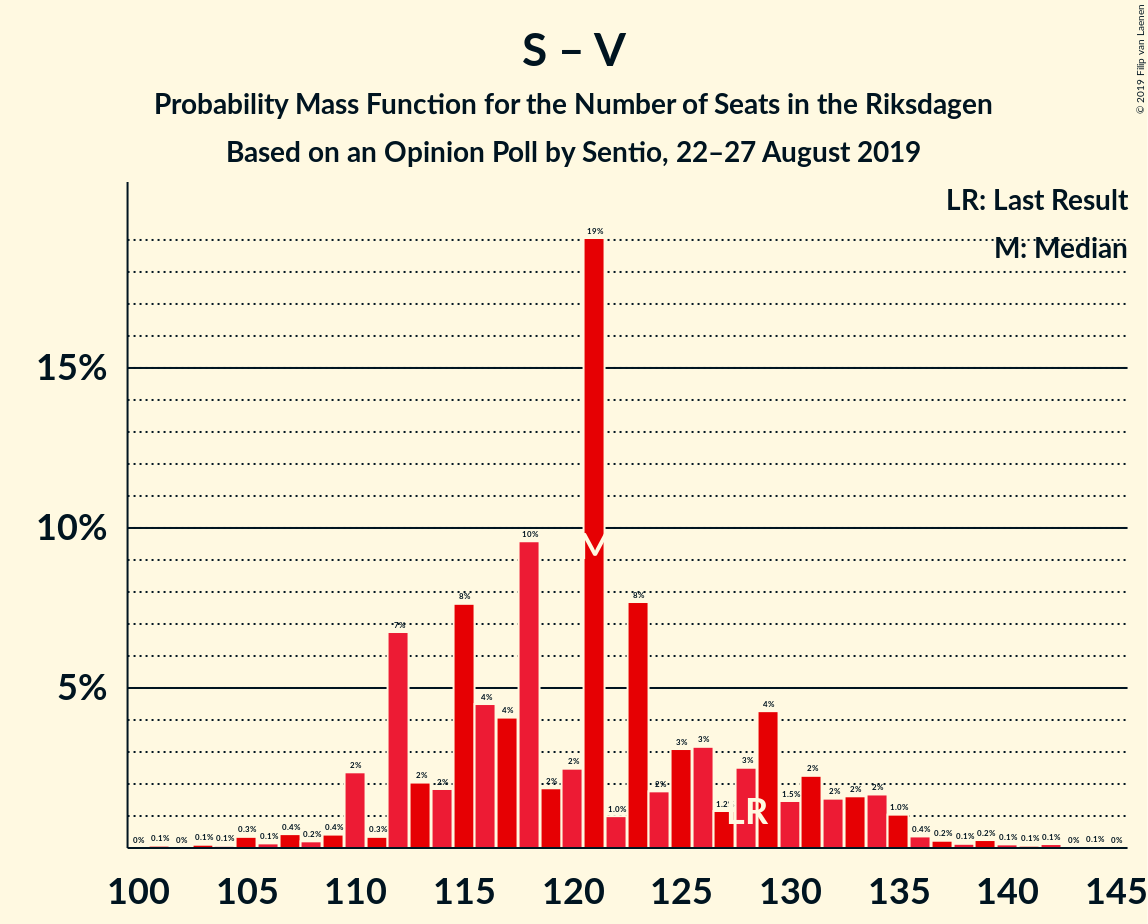 © 2019 Filip van Laenen
S – V
Probability Mass Function for the Number of Seats in the Riksdagen
Based on an Opinion Poll by Sentio, 22–27 August 2019
LR: Last Result
M: Median
15%
10%
5%
0% 0.1% 0% 0.1% 0.1% 0.3% 0.1% 0.4% 0.2% 0.4% 2% 0.3% 7% 2% 2% 8% 4% 4% 10% 2% 2% 19% 1.0% 8% 2% 3% 3% 1.2% 3% 4% 1.5% 2% 2% 2% 2% 1.0% 0.4% 0.2% 0.1% 0.2% 0.1% 0.1% 0.1% 0% 0.1% 0%
LR
100 105 110 115 120 125 130 135 140 145